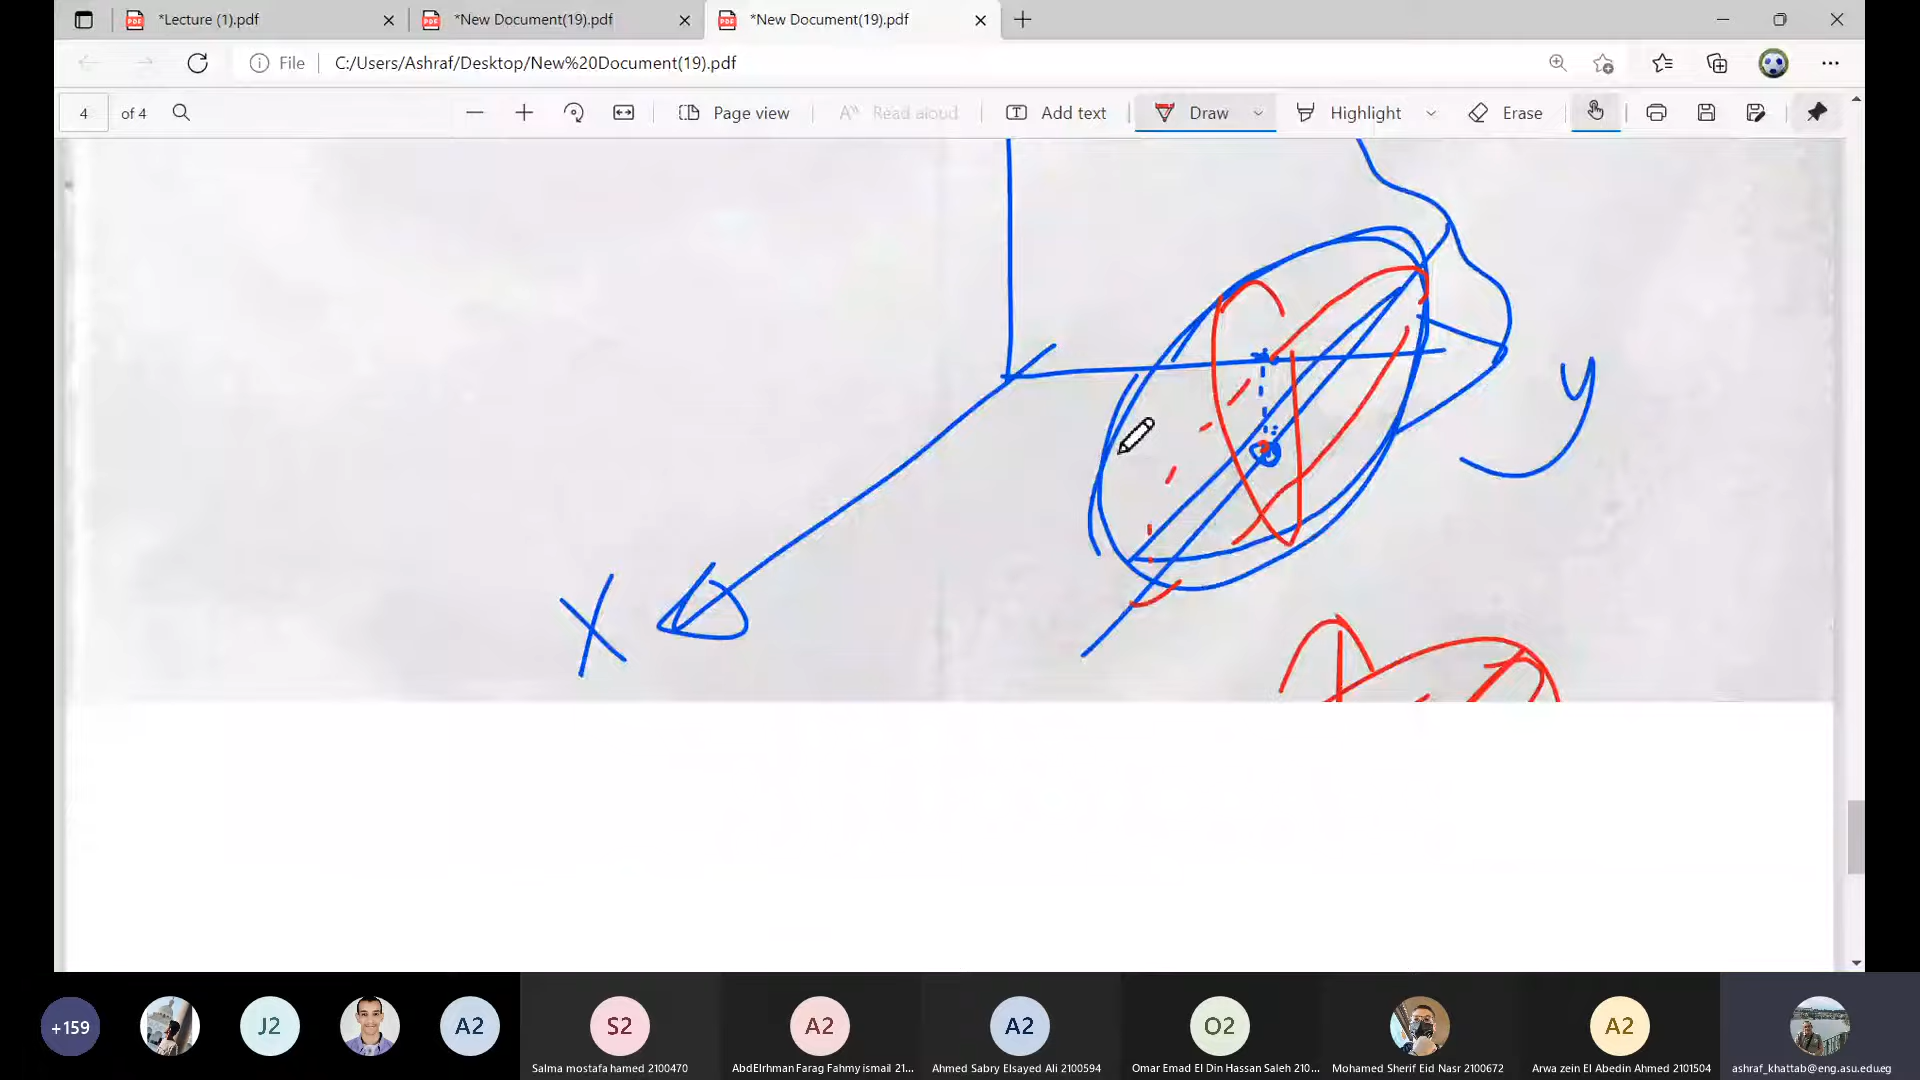 *Lecture (1).pdf
*New Document(19).pdf
*New Document(19).pdf
File
C:/Users/Ashraf/Desktop/New%20Document(19).pdf
4 of 4
Page view
Read aloud
Add text
Draw
Highlight
Erase
y
X
+159
J2
A2
S2
A2
A2
O2
A2
Salma mostafa hamed 2100470
AbdElrhman Farag Fahmy ismail 21...
Ahmed Sabry Elsayed Ali 2100594
Omar Emad El Din Hassan Saleh 210...
Mohamed Sherif Eid Nasr 2100672
Arwa zein El Abedin Ahmed 2101504
ashraf_khattab@eng.asu.edu.eg